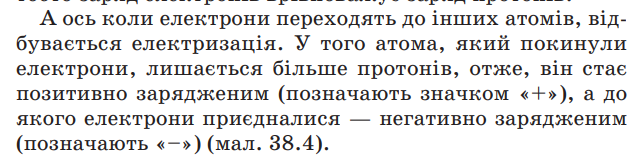 А ось коли електрони переходять до інших атомів, від-
бувається електризація. У того атома, який покинули
електрони, лишається більше протонів, отже, він стає
позитивно зарядженим (позначають значком «+»), а до
якого електрони приєдналися — негативно зарядженим
(позначають «−») (мал. 38.4).